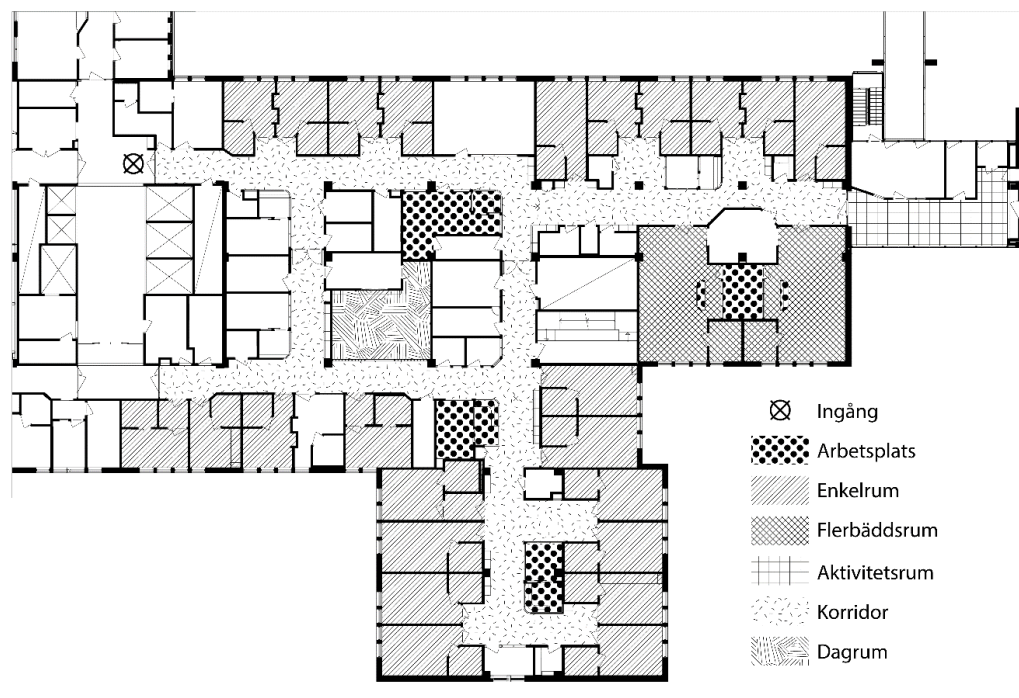 Ingång
Arbetsplats
Enkelrum
Flerbäddsrum
Aktivitetsrum
Korridor
Dagrum